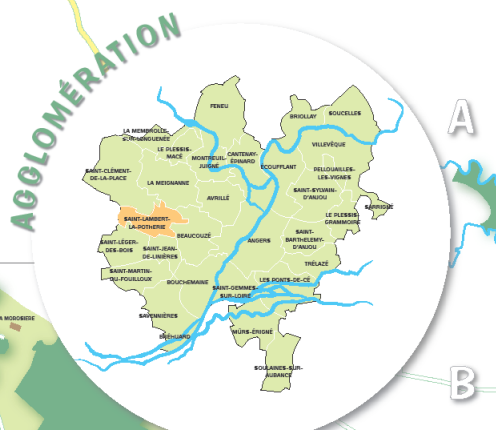 AGGLOMÉRATION
A
B
LA MODOSIERE
FENEU
BRIOLLAY
SOUCELLES
LA MEMBROLLE-
SUR-LONGUENÉE
VILLEVÊQUE
LE PLESSIS-
MACÉ
MONTREUIL-
JUIGNÉ
CANTENAY-
ÉPINARD
ECOUFFLANT
PELLOUAILLES-
LES-VIGNES
SAINT-CLÉMENT-
DE-LA-PLACE
LA MEIGNANNE
SAINT-SYLVAIN-
D'ANJOU
AVRILLÉ
SARRIGNÉ
LE PLESSIS-
GRAMMOIRE
SAINT-LAMBERT-
LA-POTHERIE
BEAUCOUZÉ
ANGERS
SAINT-
BARTHELEMY-
D'ANJOU
SAINT-LÉGER-
DES-BOIS
SAINT-JEAN-
DE-LINIÈRES
TRÉLAZÉ
SAINT-MARTIN-
DU-FOUILLOUX
BOUCHEMAINE
LES PONTS-DE-CÉ
SAINT-GEMMES-
SUR-LOIRE
SAVENNIÈRES
BÉHUARD
MÛRS-ÉRIGNÉ
SOULAINES-SUR-
AUBANCE